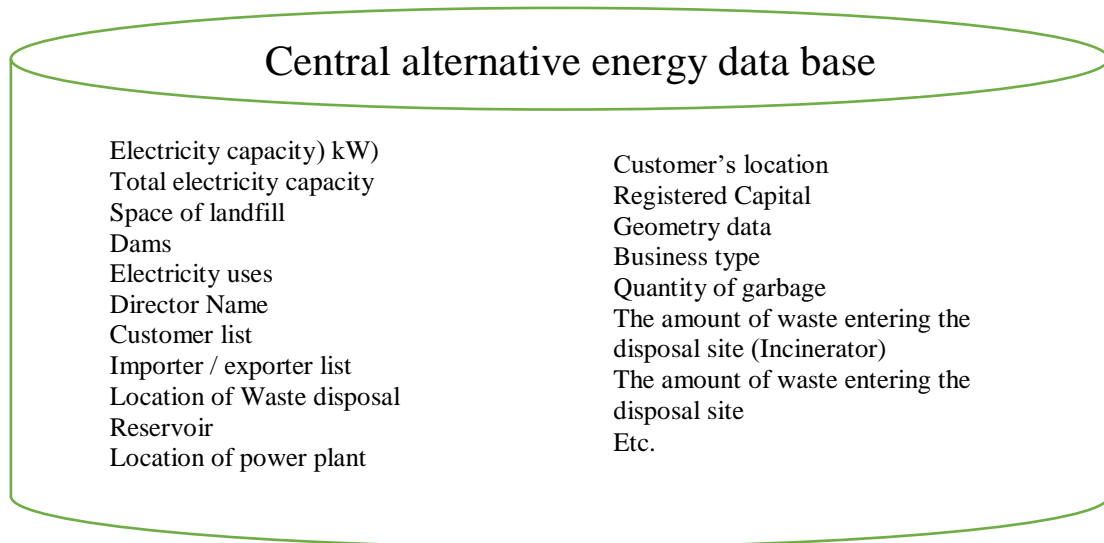 Central alternative energy data base
Electricity capacity) kW)
Total electricity capacity
Space of landfill
Dams
Electricity uses
Director Name
Customer list
Importer / exporter list
Location of Waste disposal
Reservoir
Location of power plant
Customer’s location
Registered Capital
Geometry data
Business type
Quantity of garbage
The amount of waste entering the
disposal site (Incinerator)
The amount of waste entering the
disposal site
Etc.